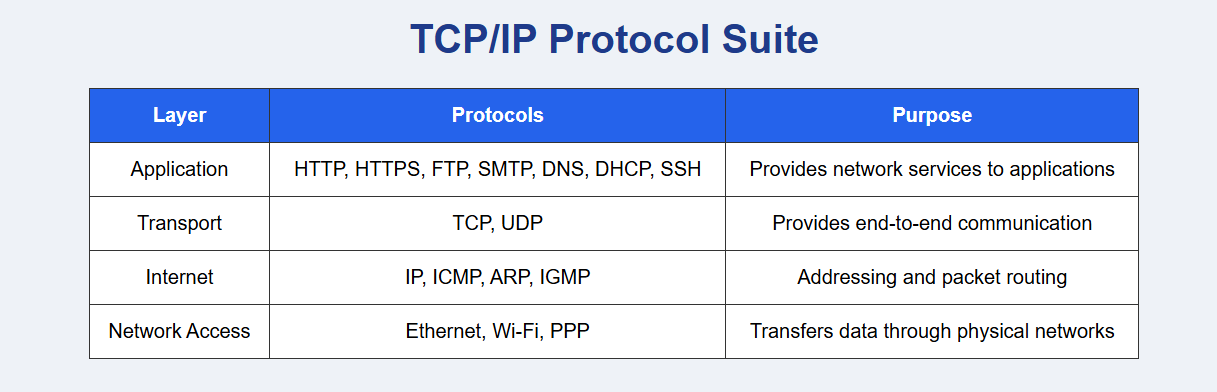 TCP/IP Protocol Suite
Layer Protocols Purpose
Application HTTP, HTTPS, FTP, SMTP, DNS, DHCP, SSH Provides network services to applications
Transport TCP, UDP Provides end-to-end communication
Internet IP, ICMP, ARP, IGMP Addressing and packet routing
Network Access Ethernet, Wi-Fi, PPP Transfers data through physical networks